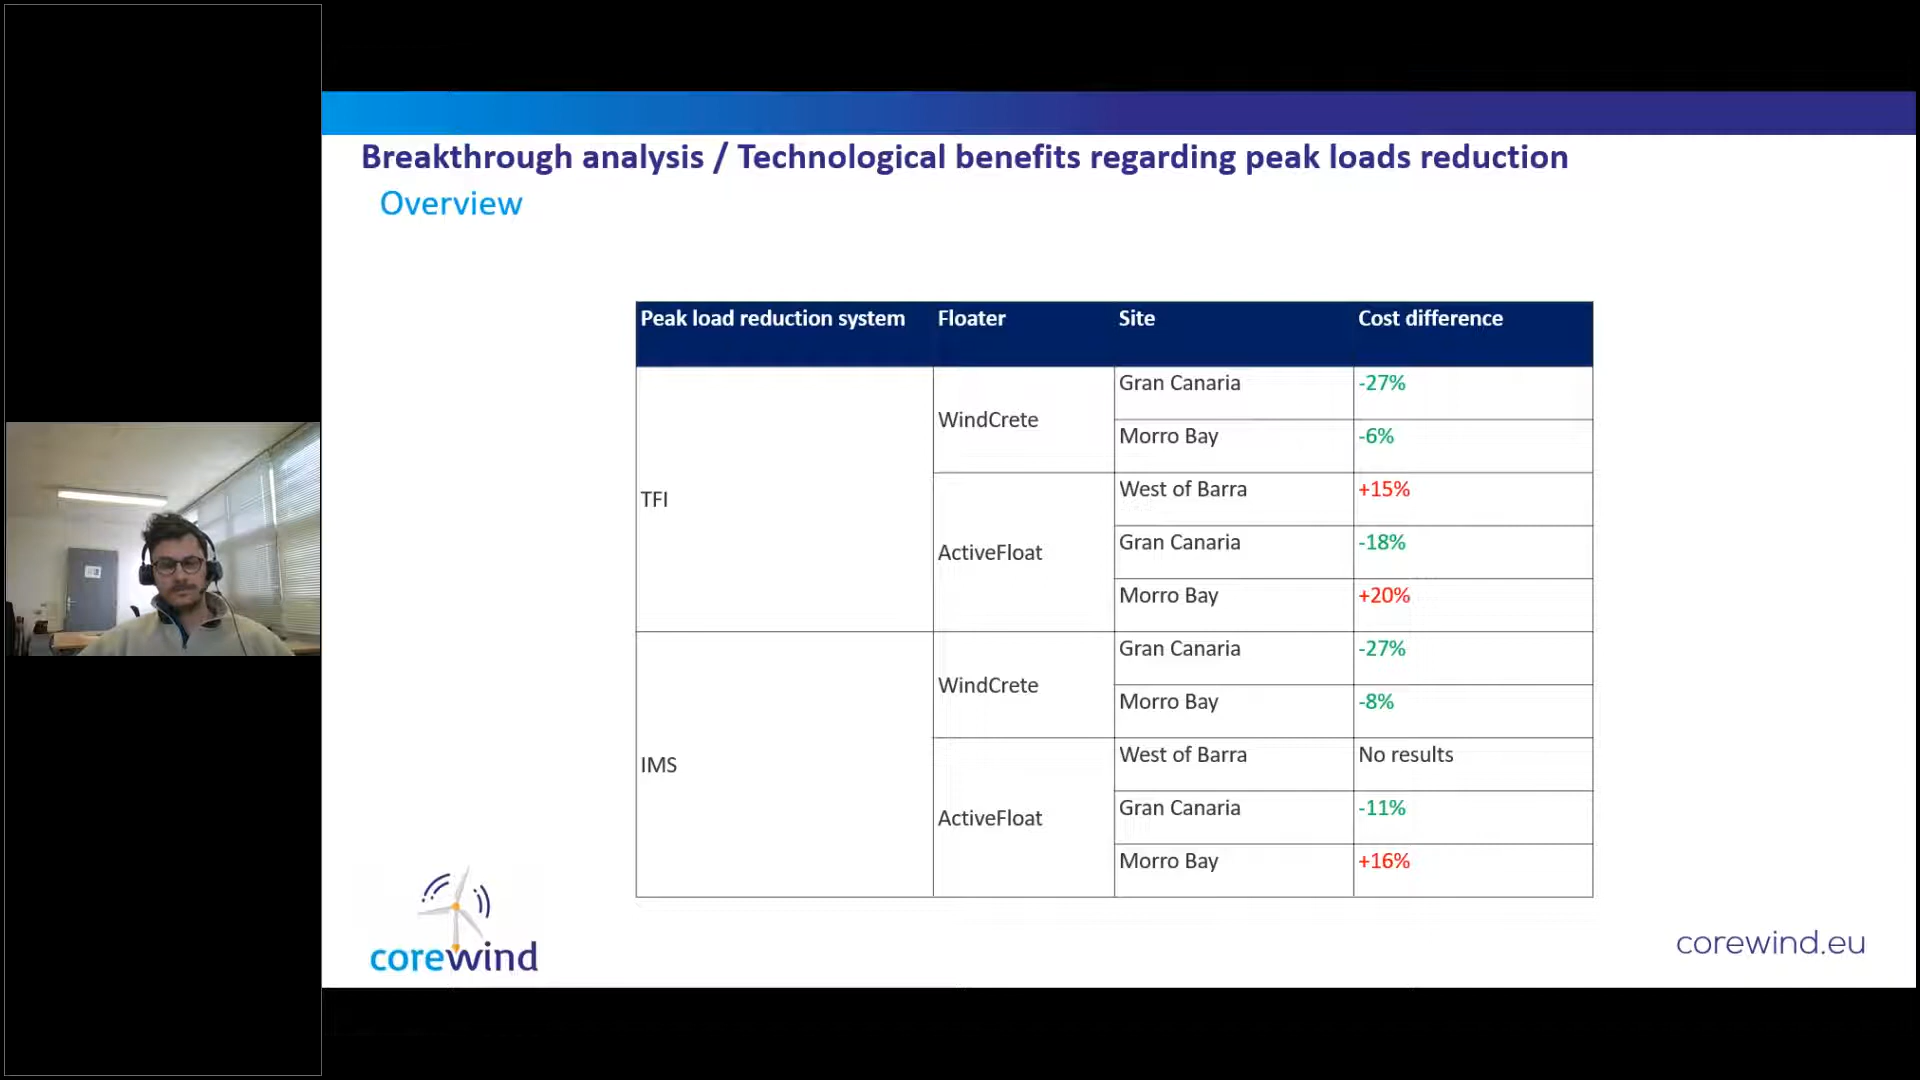 Breakthrough analysis / Technological benefits regarding peak loads reduction
Overview
Peak load reduction system Floater Site Cost difference
TFI
WindCrete
Gran Canaria -27%
Morro Bay -6%
ActiveFloat
West of Barra +15%
Gran Canaria -18%
Morro Bay +20%
IMS
WindCrete
Gran Canaria -27%
Morro Bay -8%
ActiveFloat
West of Barra No results
Gran Canaria -11%
Morro Bay +16%
corewind
corewind.eu